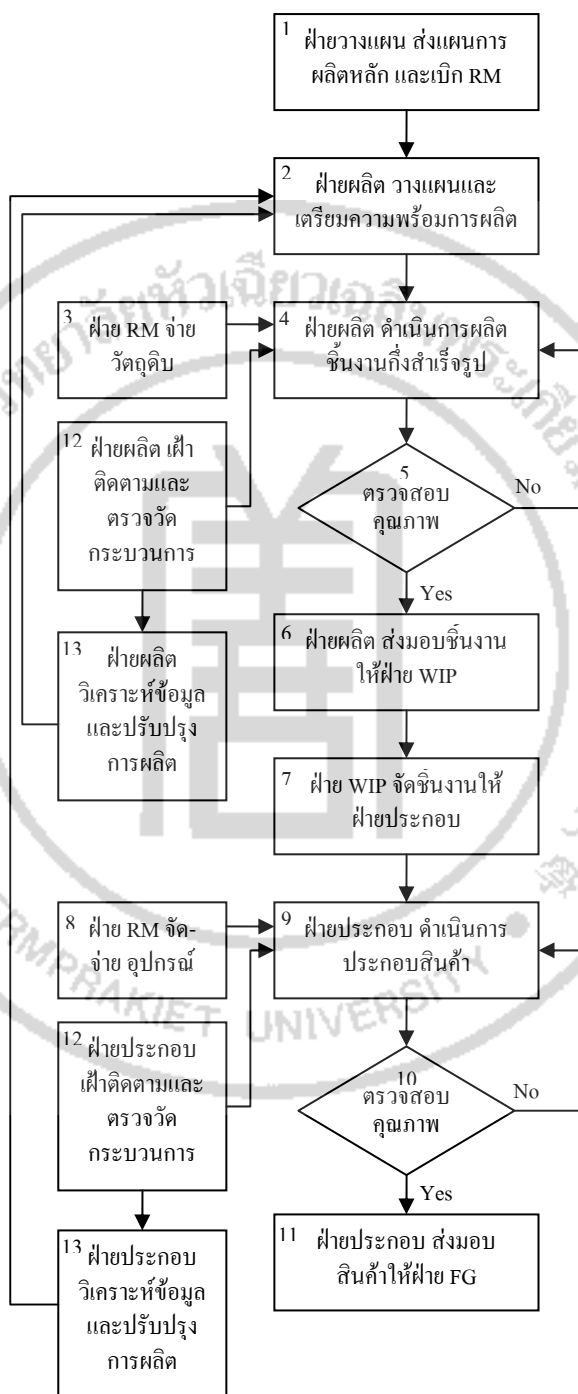 1 ฝ่ายวางแผน ส่งแผนการ
ผลิตหลัก และเบิก RM
2 ฝ่ายผลิต วางแผนและ
เตรียมความพร้อมการผลิต
3 ฝ่าย RM จ่าย
วัตถุดิบ
4 ฝ่ายผลิต ดำเนินการผลิต
ชิ้นงานกึ่งสำเร็จรูป
12 ฝ่ายผลิต เฝ้า
ติดตามและ
ตรวจวัด
กระบวนการ
5
ตรวจสอบ
คุณภาพ
No
Yes
6 ฝ่ายผลิต ส่งมอบชิ้นงาน
ให้ฝ่าย WIP
13 ฝ่ายผลิต
วิเคราะห์ข้อมูล
และปรับปรุง
การผลิต
7 ฝ่าย WIP จัดชิ้นงานให้
ฝ่ายประกอบ
8 ฝ่าย RM จัด-
จ่าย อุปกรณ์
9 ฝ่ายประกอบ ดำเนินการ
ประกอบสินค้า
12 ฝ่ายประกอบ
เฝ้าติดตามและ
ตรวจวัด
กระบวนการ
10
ตรวจสอบ
คุณภาพ
No
Yes
11 ฝ่ายประกอบ ส่งมอบ
สินค้าให้ฝ่าย FG
13 ฝ่ายประกอบ
วิเคราะห์ข้อมูล
และปรับปรุง
การผลิต
UNIVERSITY